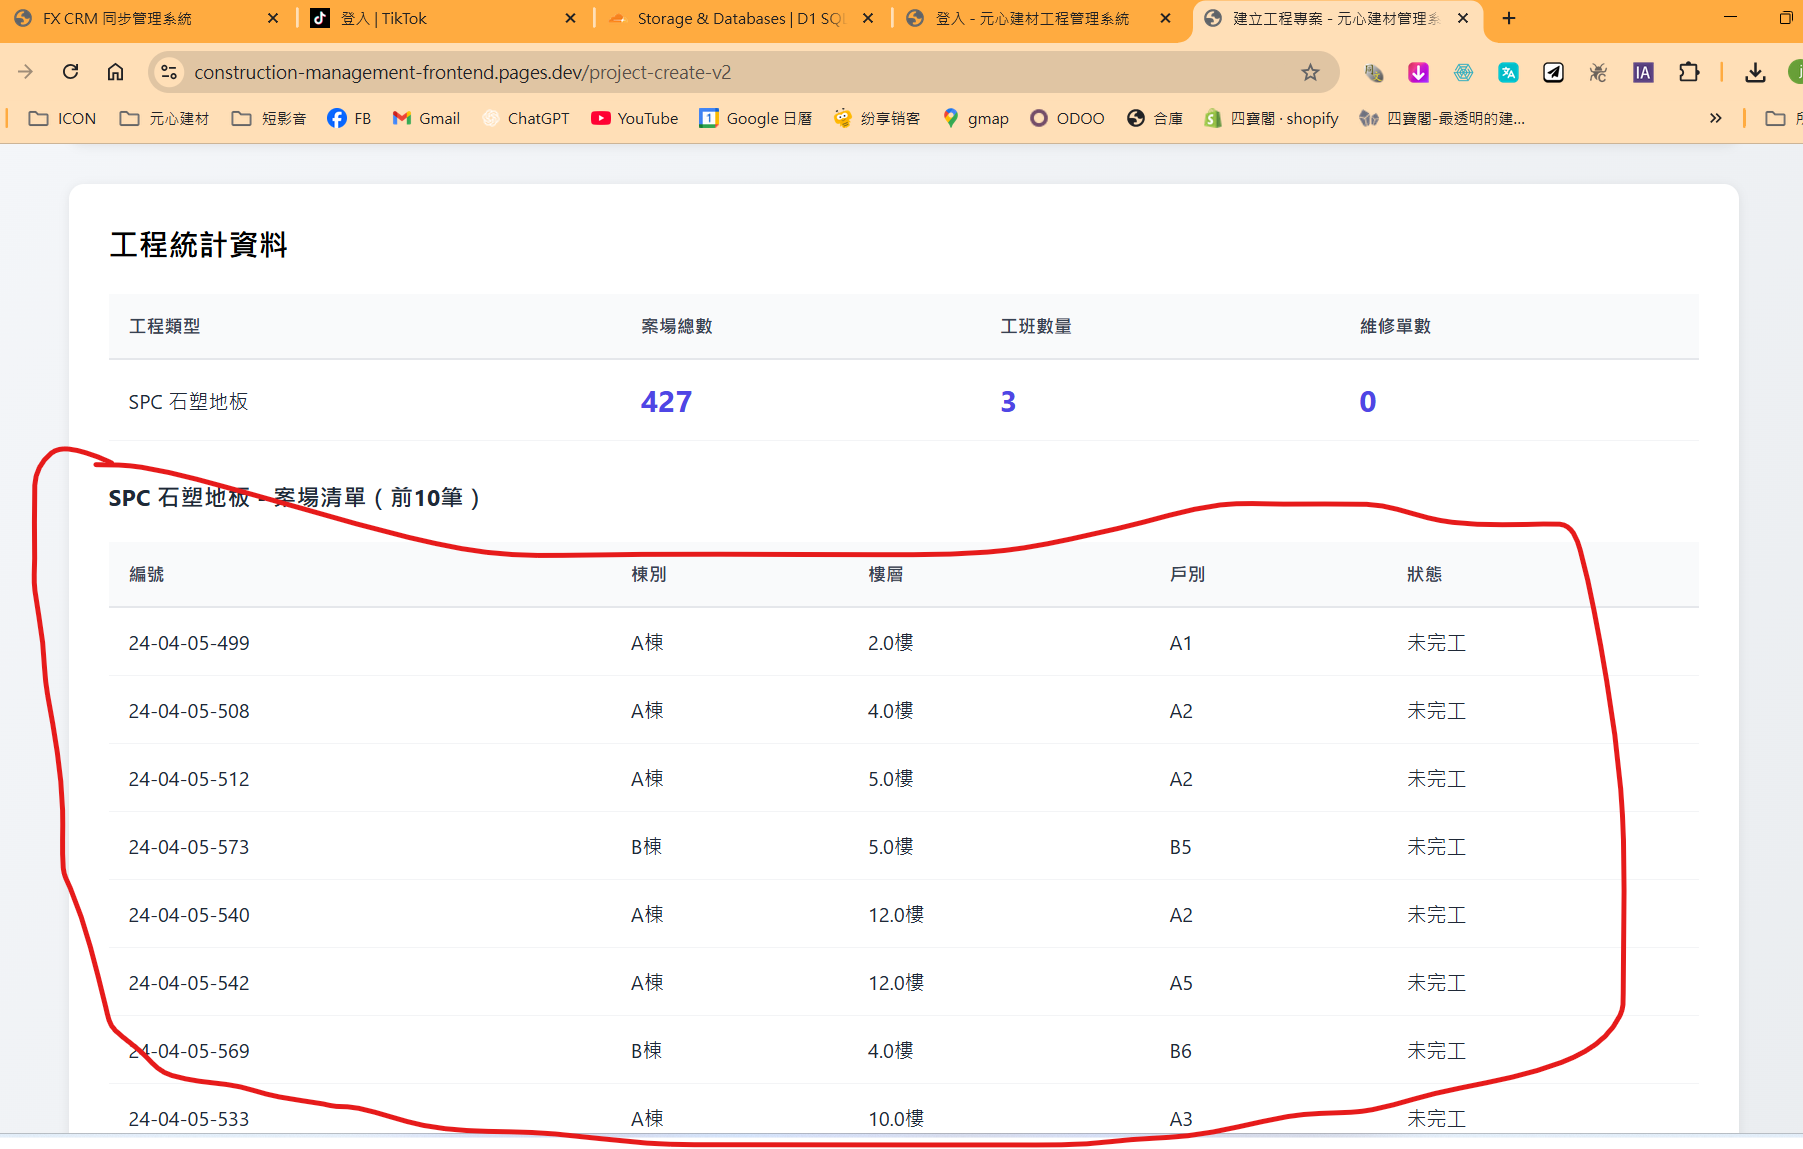 FX CRM 同步管理系統
登入 | TikTok
Storage & Databases | D1 SQL
登入 - 元心建材工程管理系統
建立工程專案 - 元心建材管理系
construction-management-frontend.pages.dev/project-create-v2
ICON 元心建材 短影音 FB Gmail ChatGPT YouTube Google 日曆 紛享销客 gmap ODOO 合庫 四寶閣 · shopify 四寶閣-最透明的建...
工程統計資料
工程類型 案場總數 工班數量 維修單數
SPC 石塑地板 427 3 0
SPC 石塑地板 - 案場清單 ( 前10筆 )
編號 棟別 樓層 戶別 狀態
24-04-05-499 A棟 2.0樓 A1 未完工
24-04-05-508 A棟 4.0樓 A2 未完工
24-04-05-512 A棟 5.0樓 A2 未完工
24-04-05-573 B棟 5.0樓 B5 未完工
24-04-05-540 A棟 12.0樓 A2 未完工
24-04-05-542 A棟 12.0樓 A5 未完工
24-04-05-569 B棟 4.0樓 B6 未完工
24-04-05-533 A棟 10.0樓 A3 未完工